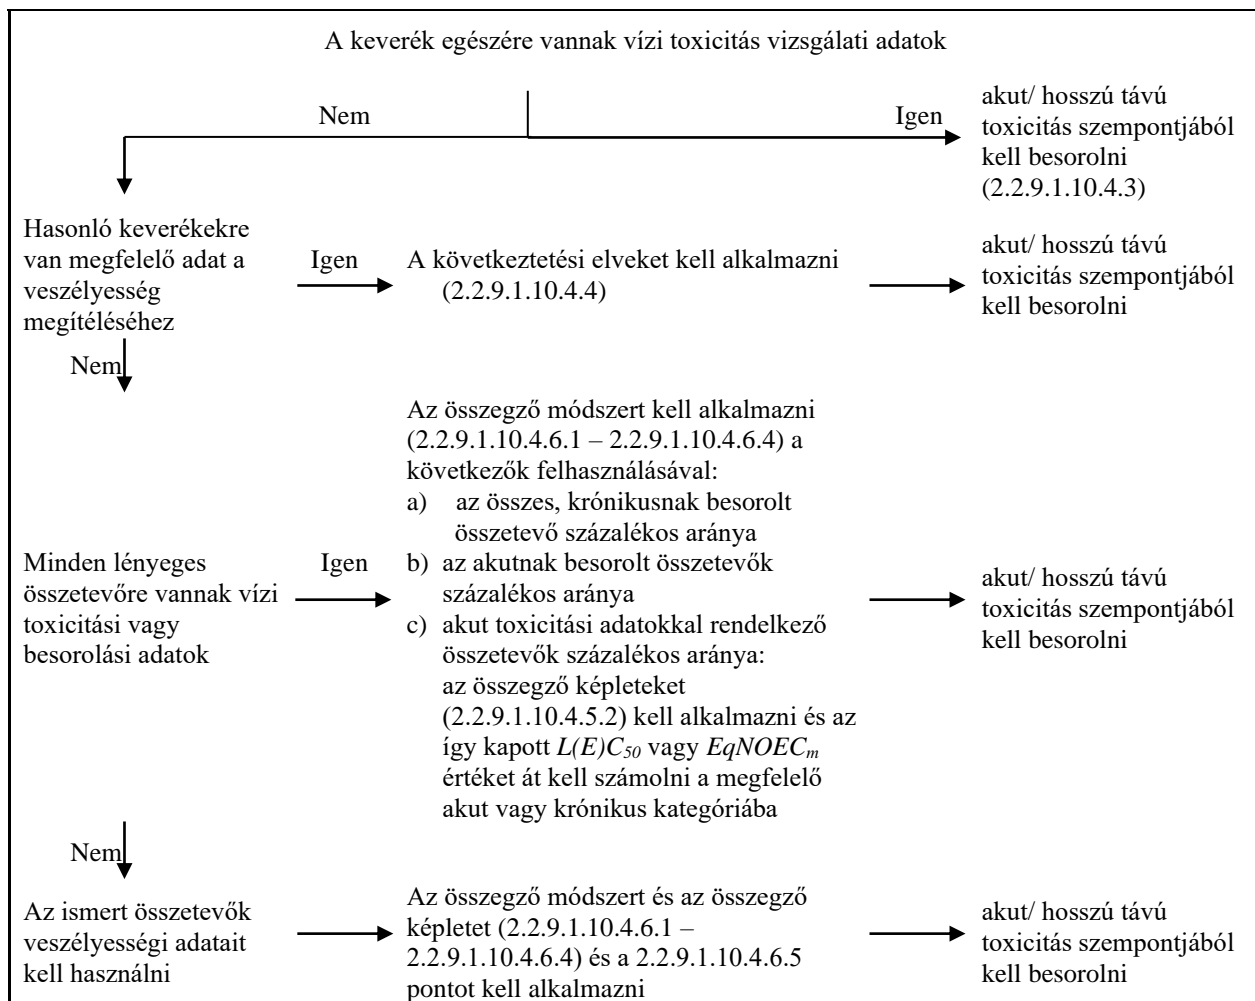 A keverék egészére vannak vízi toxicitás vizsgálati adatok
Nem
Igen
akut/ hosszú távú
toxicitás szempontjából
kell besorolni
(2.2.9.1.10.4.3)
Hasonló keverékekre
van megfelelő adat a
veszélyesség
megítéléséhez
Igen
A következtetési elveket kell alkalmazni
(2.2.9.1.10.4.4)
akut/ hosszú távú
toxicitás szempontjából
kell besorolni
Nem
Minden lényeges
összetevőre vannak vízi
toxicitási vagy
besorolási adatok
Igen
Az összegző módszert kell alkalmazni
(2.2.9.1.10.4.6.1 – 2.2.9.1.10.4.6.4) a
következők felhasználásával:
a) az összes, krónikusnak besorolt
összetevő százalékos aránya
b) az akutnak besorolt összetevők
százalékos aránya
c) akut toxicitási adatokkal rendelkező
összetevők százalékos aránya:
az összegző képleteket
(2.2.9.1.10.4.5.2) kell alkalmazni és az
így kapott L(E)C50 vagy EqNOECm
értéket át kell számolni a megfelelő
akut vagy krónikus kategóriába
akut/ hosszú távú
toxicitás szempontjából
kell besorolni
Nem
Az ismert összetevők
veszélyességi adatait
kell használni
Az összegző módszert és az összegző
képletet (2.2.9.1.10.4.6.1 –
2.2.9.1.10.4.6.4) és a 2.2.9.1.10.4.6.5
pontot kell alkalmazni
akut/ hosszú távú
toxicitás szempontjából
kell besorolni